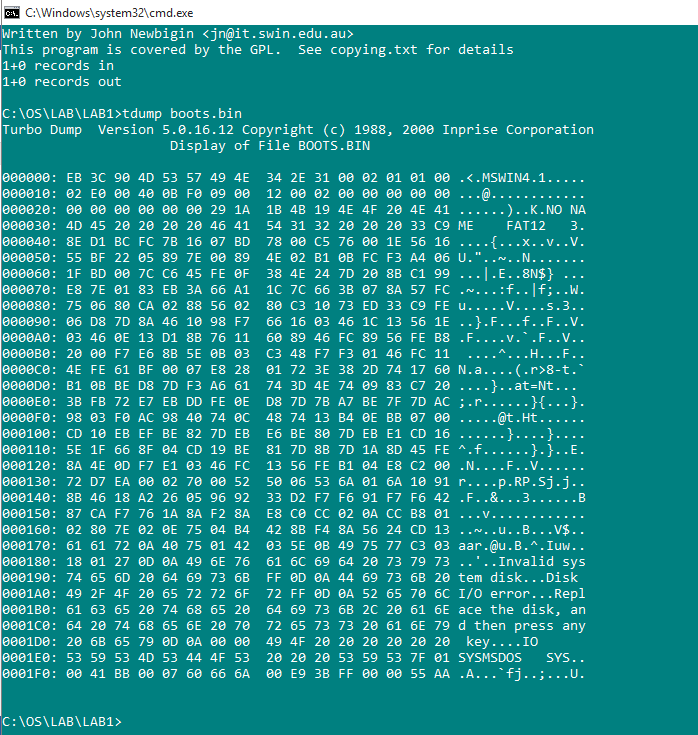 C:\Windows\system32\cmd.exe
Written by John Newbigin <jn@it.swin.edu.au>
This program is covered by the GPL.  See copying.txt for details
1+0 records in
1+0 records out
C:\OS\LAB\LAB1>tdump boots.bin
Turbo Dump  Version 5.0.16.12 Copyright (c) 1988, 2000 Inprise Corporation
                     Display of File BOOTS.BIN
000000: EB 3C 90 4D 53 57 49 4E  34 2E 31 00 02 01 01 00 .<.MSWIN4.1.....
000010: 02 E0 00 40 0B F0 09 00  12 00 02 00 00 00 00 00 ...@............
000020: 00 00 00 00 00 00 29 1A  1B 4B 19 4E 4F 20 4E 41 ......)..K.NO NA
000030: 4D 45 20 20 20 20 46 41  54 31 32 20 20 20 33 C9 ME    FAT12   3.
000040: 8E D1 BC FC 7B 16 07 BD  78 00 C5 76 00 1E 56 16 ....{...x..v..V.
000050: 55 BF 22 05 89 7E 00 89  4E 02 B1 0B FC F3 A4 06 U."..~..N.......
000060: 1F BD 00 7C C6 45 FE 0F  38 4E 24 7D 20 8B C1 99 ...|.E..8N$} ...
000070: E8 7E 01 83 EB 3A 66 A1  1C 7C 66 3B 07 8A 57 FC .~...:f..|f;..W.
000080: 75 06 80 CA 02 88 56 02  80 C3 10 73 ED 33 C9 FE u.....V....s.3..
000090: 06 D8 7D 8A 46 10 98 F7  66 16 03 46 1C 13 56 1E ..}.F...f..F..V.
0000A0: 03 46 0E 13 D1 8B 76 11  60 89 46 FC 89 56 FE B8 .F....v.`.F..V..
0000B0: 20 00 F7 E6 8B 5E 0B 03  C3 48 F7 F3 01 46 FC 11  ....^...H...F..
0000C0: 4E FE 61 BF 00 07 E8 28  01 72 3E 38 2D 74 17 60 N.a....(.r>8-t.`
0000D0: B1 0B BE D8 7D F3 A6 61  74 3D 4E 74 09 83 C7 20 ....}..at=Nt... 
0000E0: 3B FB 72 E7 EB DD FE 0E  D8 7D 7B A7 BE 7F 7D AC ;.r......}{...}.
0000F0: 98 03 F0 AC 98 40 74 0C  48 74 13 B4 0E BB 07 00 .....@t.Ht......
000100: CD 10 EB EF BE 82 7D EB  E6 BE 80 7D EB E1 CD 16 ......}....}....
000110: 5E 1F 66 8F 04 CD 19 BE  81 7D 8B 7D 1A 8D 45 FE ^.f......}.}..E.
000120: 8A 4E 0D F7 E1 03 46 FC  13 56 FE B1 04 E8 C2 00 .N....F..V......
000130: 72 D7 EA 00 02 70 00 52  50 06 53 6A 01 6A 10 91 r....p.RP.Sj.j..
000140: 8B 46 18 A2 26 05 96 92  33 D2 F7 F6 91 F7 F6 42 .F..&...3......B
000150: 87 CA F7 76 1A 8A F2 8A  E8 C0 CC 02 0A CC B8 01 ...v............
000160: 02 80 7E 02 0E 75 04 B4  42 8B F4 8A 56 24 CD 13 ..~..u..B...V$..
000170: 61 61 72 0A 40 75 01 42  03 5E 0B 49 75 77 C3 03 aar.@u.B.^.Iuw..
000180: 18 01 27 0D 0A 49 6E 76  61 6C 69 64 20 73 79 73 ..'..Invalid sys
000190: 74 65 6D 20 64 69 73 6B  FF 0D 0A 44 69 73 6B 20 tem disk...Disk 
0001A0: 49 2F 4F 20 65 72 72 6F  72 FF 0D 0A 52 65 70 6C I/O error...Repl
0001B0: 61 63 65 20 74 68 65 20  64 69 73 6B 2C 20 61 6E ace the disk, an
0001C0: 64 20 74 68 65 6E 20 70  72 65 73 73 20 61 6E 79 d then press any
0001D0: 20 6B 65 79 0D 0A 00 00  49 4F 20 20 20 20 20 20  key....IO      
0001E0: 53 59 53 4D 53 44 4F 53  20 20 20 53 59 53 7F 01 SYSMSDOS   SYS..
0001F0: 00 41 BB 00 07 60 66 6A  00 E9 3B FF 00 00 55 AA .A...`fj..;...U.
C:\OS\LAB\LAB1>